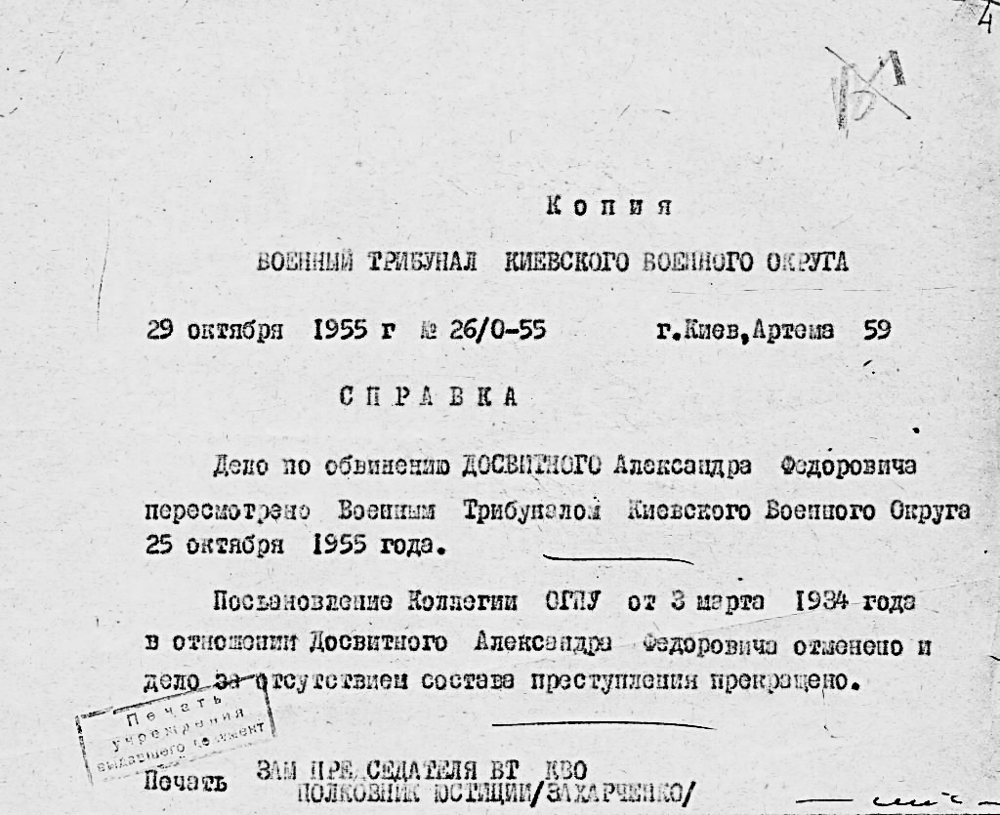 4
К о п и я
ВОЕННЫЙ ТРИБУНАЛ КИЕВСКОГО ВОЕННОГО ОКРУГА
29 октября 1955 г № 26/0-55 г.Киев,Артема 59
С П Р А В К А
Дело по обвинению ДОСВИТНОГО Александра Федоровича
пересмотрено Военным Трибуналом Киевского Военного Округа
25 октября 1955 года.
Посьановление Коллегии ОГПУ от 3 марта 1934 года
в отношении Досвитного Александра Федоровича отменено и
дело за отсутствием состава преступления прекращено.
Печать
учреждения
выдавшего документ
ЗАМ ПРЕДСЕДАТЕЛЯ ВТ КВО
Печать ПОЛКОВНИК ЮСТИЦИИ/ЗАХАРЧЕНКО/